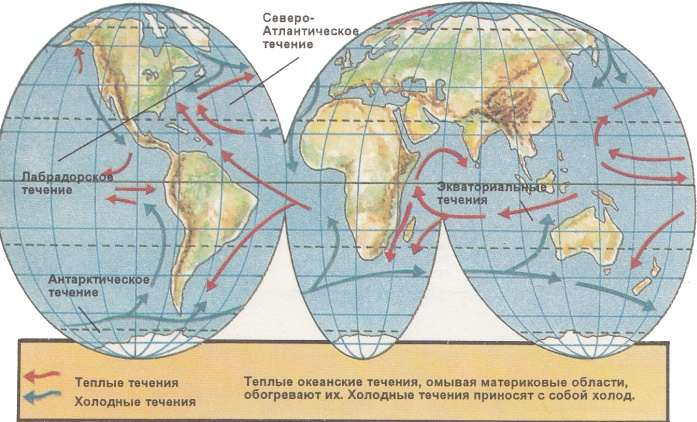 Северо-
Атлантическое
течение
Лабрадорское
течение
Экваториальные
течения
Антарктическое
течение
Теплые течения
Холодные течения
Теплые океанские течения, омывая материковые области,
обогревают их. Холодные течения приносят с собой холод.